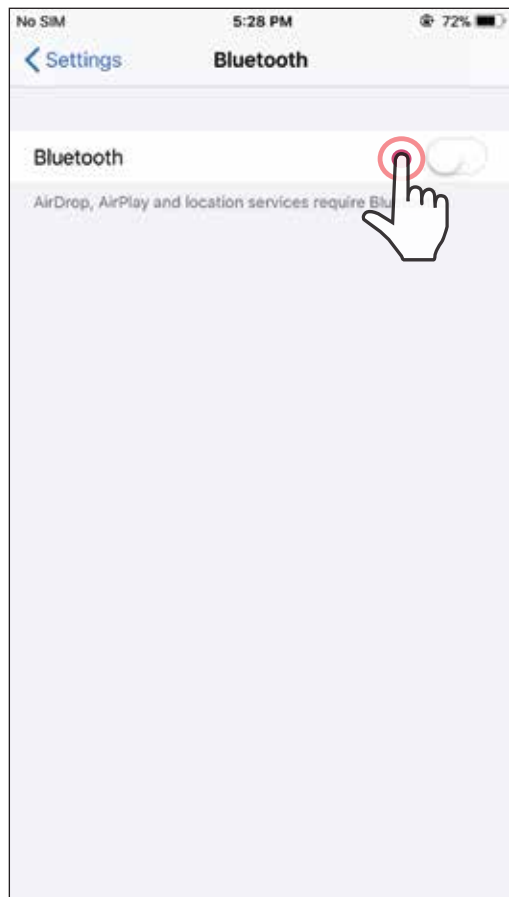 No SIM 5:28 PM 72%
Settings Bluetooth
Bluetooth
AirDrop, AirPlay and location services require